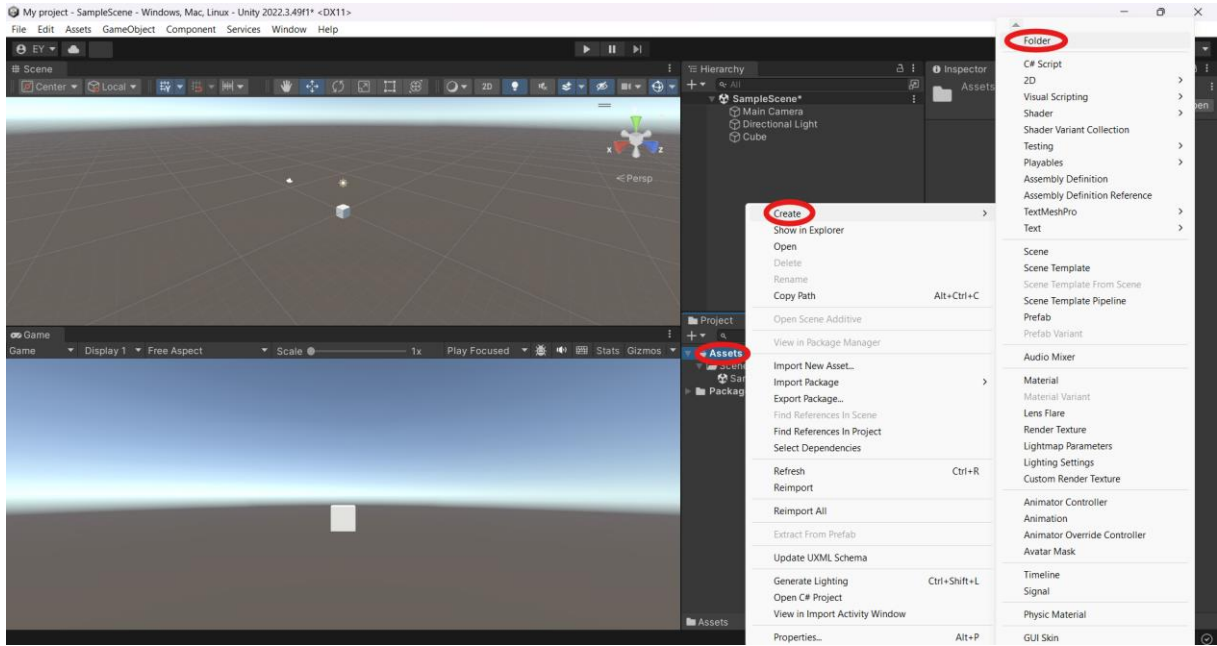 My project - SampleScene - Windows, Mac, Linux - Unity 2022.3.49f1* <DX11>
File Edit Assets GameObject Component Services Window Help
EY
Scene
Center Local 2D
x z
Persp
Game
Game Display 1 Free Aspect Scale 1x Play Focused Stats Gizmos
Hierarchy
All
SampleScene*
Main Camera
Directional Light
Cube
Inspector
Assets
Project
Assets
Assets
Create
Show in Explorer
Open
Delete
Rename
Copy Path Alt+Ctrl+C
Open Scene Additive
View in Package Manager
Import New Asset...
Import Package
Export Package...
Find References In Scene
Find References In Project
Select Dependencies
Refresh Ctrl+R
Reimport
Reimport All
Extract From Prefab
Update UXML Schema
Generate Lighting Ctrl+Shift+L
Open C# Project
View in Import Activity Window
Properties... Alt+P
Folder
C# Script
2D
Visual Scripting
Shader
Shader Variant Collection
Testing
Playables
Assembly Definition
Assembly Definition Reference
TextMeshPro
Text
Scene
Scene Template
Scene Template From Scene
Scene Template Pipeline
Prefab
Prefab Variant
Audio Mixer
Material
Material Variant
Lens Flare
Render Texture
Lightmap Parameters
Lighting Settings
Custom Render Texture
Animator Controller
Animation
Animator Override Controller
Avatar Mask
Timeline
Signal
Physic Material
GUI Skin